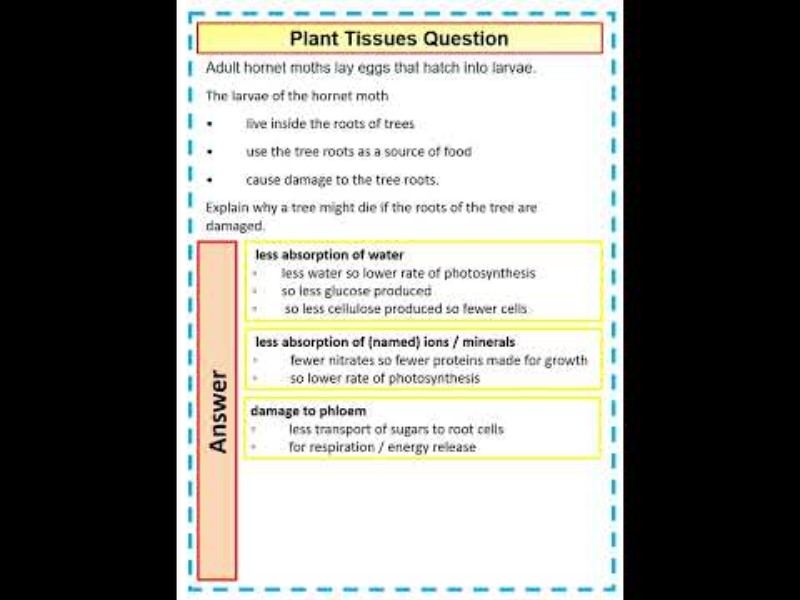 Plant Tissues Question
Adult hornet moths lay eggs that hatch into larvae.
The larvae of the hornet moth
• live inside the roots of trees
• use the tree roots as a source of food
• cause damage to the tree roots.
Explain why a tree might die if the roots of the tree are
damaged.
Answer
less absorption of water
• less water so lower rate of photosynthesis
• so less glucose produced
• so less cellulose produced so fewer cells
less absorption of (named) ions / minerals
• fewer nitrates so fewer proteins made for growth
• so lower rate of photosynthesis
damage to phloem
• less transport of sugars to root cells
• for respiration / energy release